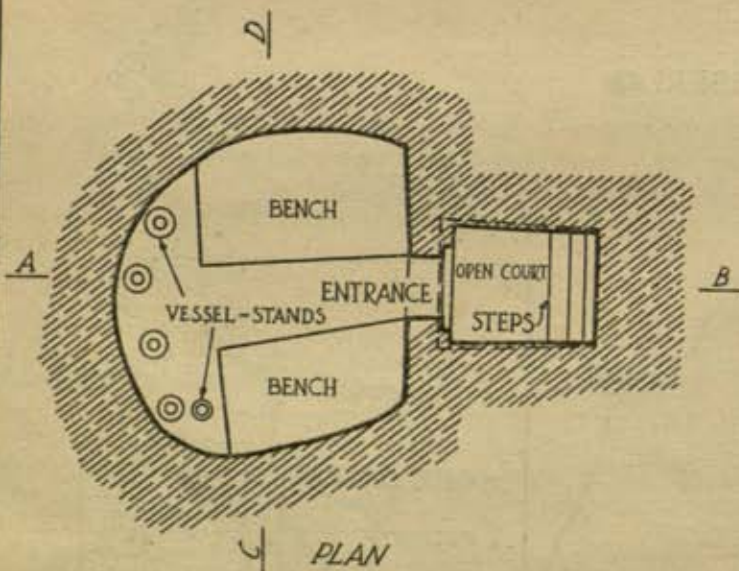 D
BENCH
A
OPEN COURT
B
ENTRANCE
VESSEL-STANDS
STEPS
BENCH
C
PLAN